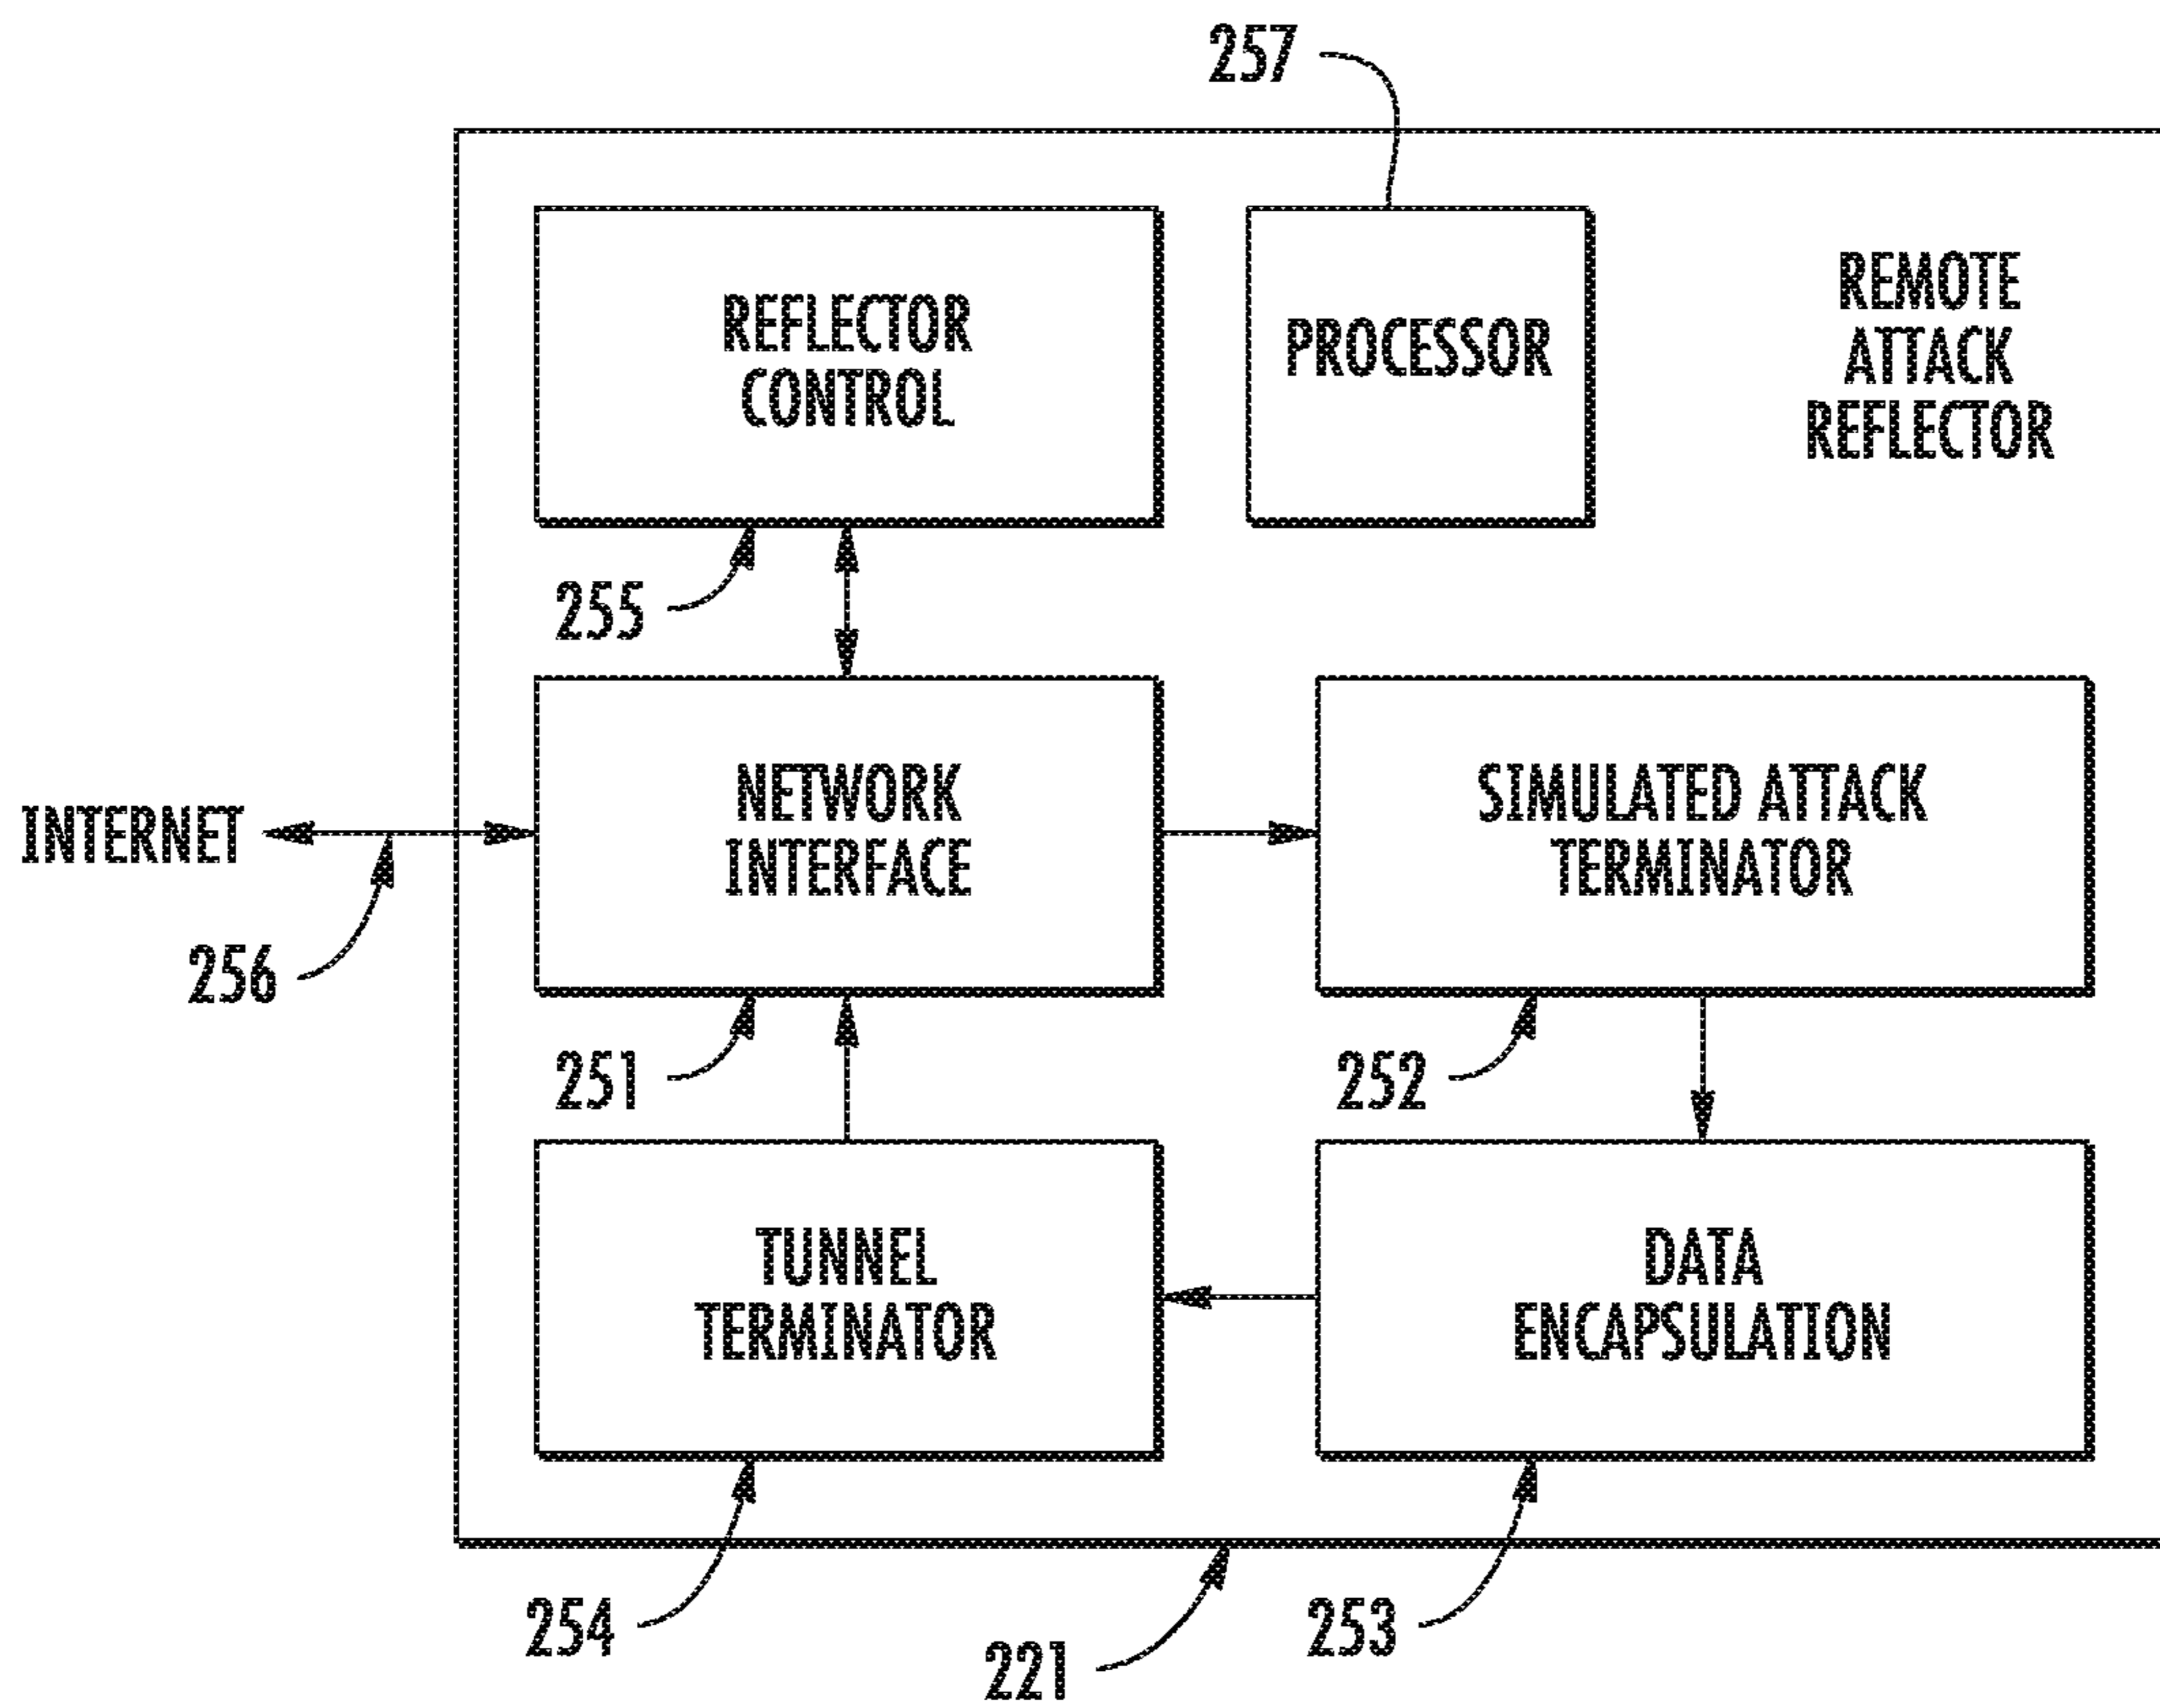 257
REFLECTOR
CONTROL
PROCESSOR
REMOTE
ATTACK
REFLECTOR
255
INTERNET
NETWORK
INTERFACE
SIMULATED ATTACK
TERMINATOR
256
251
252
TUNNEL
TERMINATOR
DATA
ENCAPSULATION
254
221
253